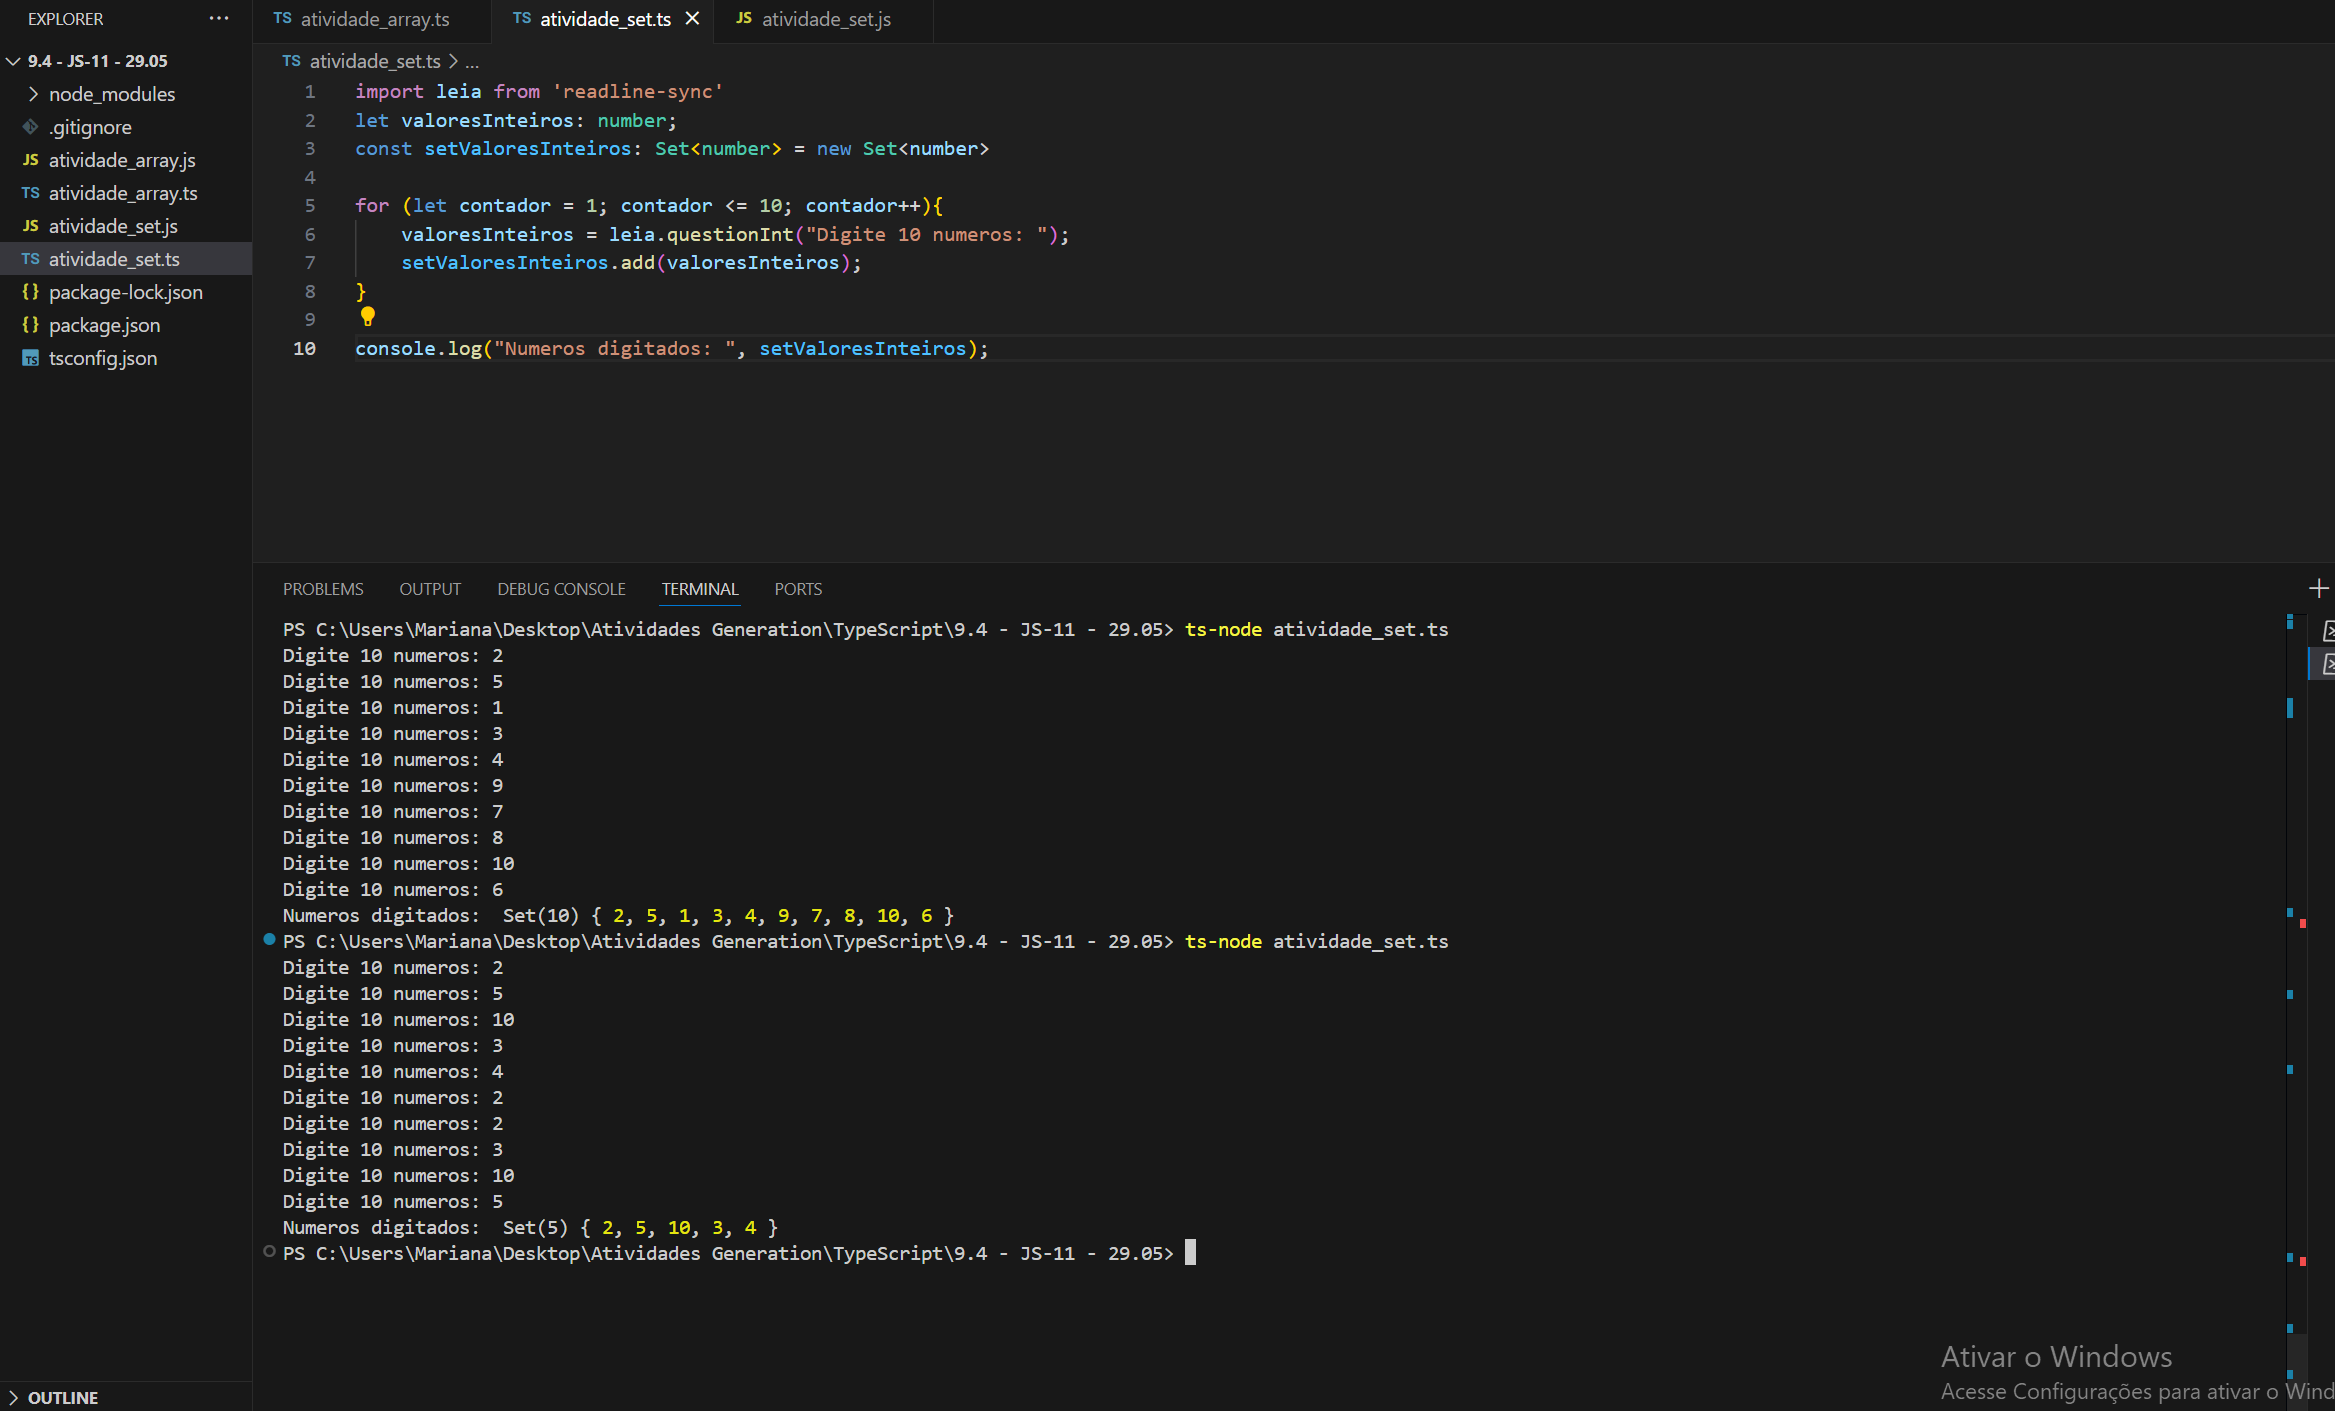 EXPLORER ...
9.4 - JS-11 - 29.05
node_modules
.gitignore
JS atividade_array.js
TS atividade_array.ts
JS atividade_set.js
TS atividade_set.ts
{} package-lock.json
{} package.json
TS tsconfig.json
OUTLINE
TS atividade_array.ts TS atividade_set.ts JS atividade_set.js
TS atividade_set.ts > ...
1 import leia from 'readline-sync'
2 let valoresInteiros: number;
3 const setValoresInteiros: Set<number> = new Set<number>
4
5 for (let contador = 1; contador <= 10; contador++){
6 valoresInteiros = leia.questionInt("Digite 10 numeros: ");
7 setValoresInteiros.add(valoresInteiros);
8 }
9
10 console.log("Numeros digitados: ", setValoresInteiros);
PROBLEMS OUTPUT DEBUG CONSOLE TERMINAL PORTS
PS C:\Users\Mariana\Desktop\Atividades Generation\TypeScript\9.4 - JS-11 - 29.05> ts-node atividade_set.ts
Digite 10 numeros: 2
Digite 10 numeros: 5
Digite 10 numeros: 1
Digite 10 numeros: 3
Digite 10 numeros: 4
Digite 10 numeros: 9
Digite 10 numeros: 7
Digite 10 numeros: 8
Digite 10 numeros: 10
Digite 10 numeros: 6
Numeros digitados:  Set(10) { 2, 5, 1, 3, 4, 9, 7, 8, 10, 6 }
PS C:\Users\Mariana\Desktop\Atividades Generation\TypeScript\9.4 - JS-11 - 29.05> ts-node atividade_set.ts
Digite 10 numeros: 2
Digite 10 numeros: 5
Digite 10 numeros: 10
Digite 10 numeros: 3
Digite 10 numeros: 4
Digite 10 numeros: 2
Digite 10 numeros: 2
Digite 10 numeros: 3
Digite 10 numeros: 10
Digite 10 numeros: 5
Numeros digitados:  Set(5) { 2, 5, 10, 3, 4 }
PS C:\Users\Mariana\Desktop\Atividades Generation\TypeScript\9.4 - JS-11 - 29.05>
Ativar o Windows
Acesse Configurações para ativar o Wind